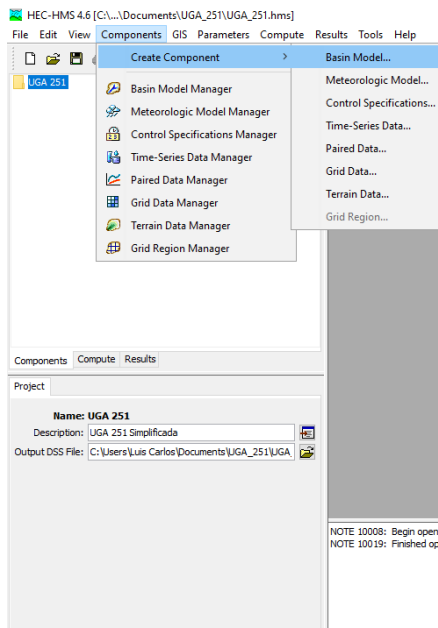 HEC-HMS 4.6 [C:\...\Documents\UGA_251\UGA_251.hms]
File Edit View Components GIS Parameters Compute Results Tools Help
Create Component > Basin Model...
UGA 251
Basin Model Manager
Meteorologic Model...
Meteorologic Model Manager
Control Specifications...
Control Specifications Manager
Time-Series Data...
Time-Series Data Manager
Paired Data...
Paired Data Manager
Grid Data...
Grid Data Manager
Terrain Data...
Terrain Data Manager
Grid Region...
Grid Region Manager
Components Compute Results
Project
Name: UGA 251
Description: UGA 251 Simplificada
Output DSS File: C:\Users\Luis Carlos\Documents\UGA_251\UGA_
NOTE 10008: Begin open
NOTE 10019: Finished op